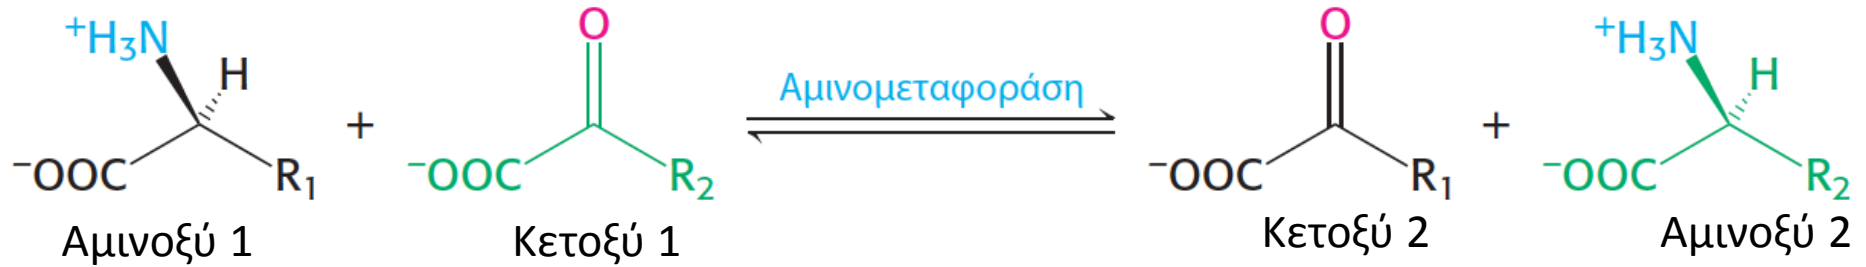 ⁺H₃N H O ⁺H₃N H O
⁻OOC R₁ + ⁻OOC R₂ Αμινομεταφοράση ⁻OOC R₁ + ⁻OOC R₂
Αμινοξύ 1 Κετοξύ 1 Κετοξύ 2 Αμινοξύ 2